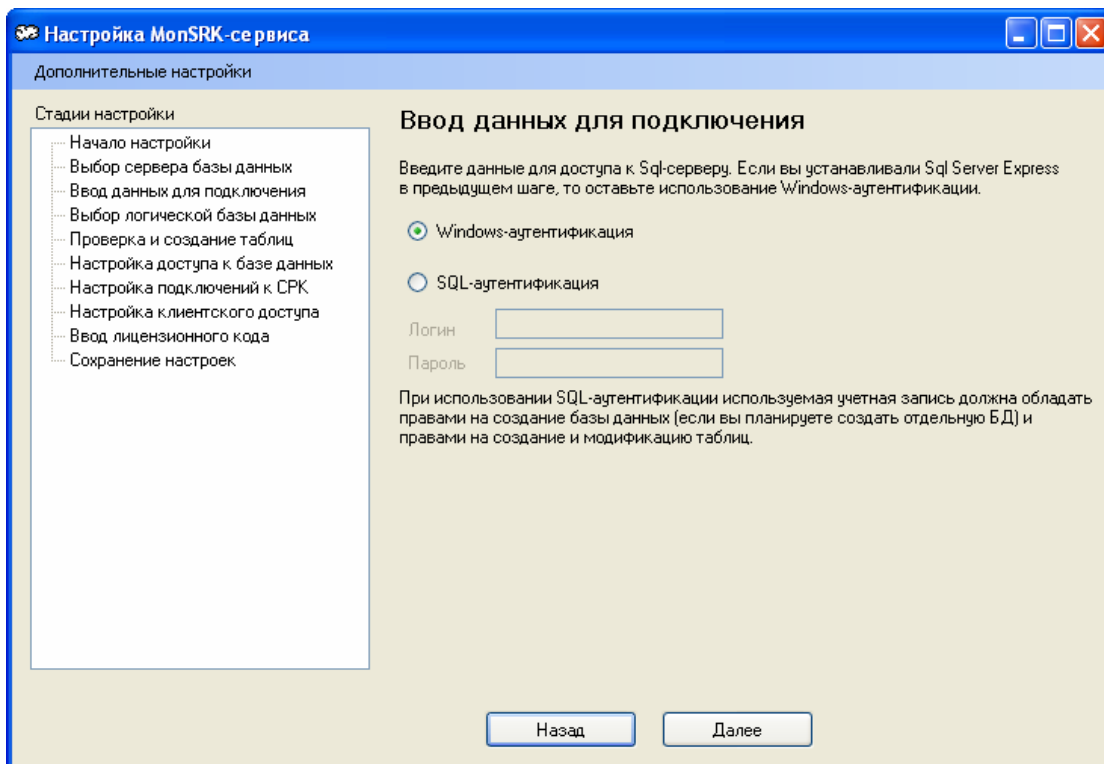 Настройка MonSRK-сервиса
Дополнительные настройки
Стадии настройки
Начало настройки
Выбор сервера базы данных
Ввод данных для подключения
Выбор логической базы данных
Проверка и создание таблиц
Настройка доступа к базе данных
Настройка подключений к СРК
Настройка клиентского доступа
Ввод лицензионного кода
Сохранение настроек
Ввод данных для подключения
Введите данные для доступа к Sql-серверу. Если вы устанавливали Sql Server Express
в предыдущем шаге, то оставьте использование Windows-аутентификации.
Windows-аутентификация
SQL-аутентификация
Логин
Пароль
При использовании SQL-аутентификации используемая учетная запись должна обладать
правами на создание базы данных (если вы планируете создать отдельную БД) и
правами на создание и модификацию таблиц.
Назад
Далее